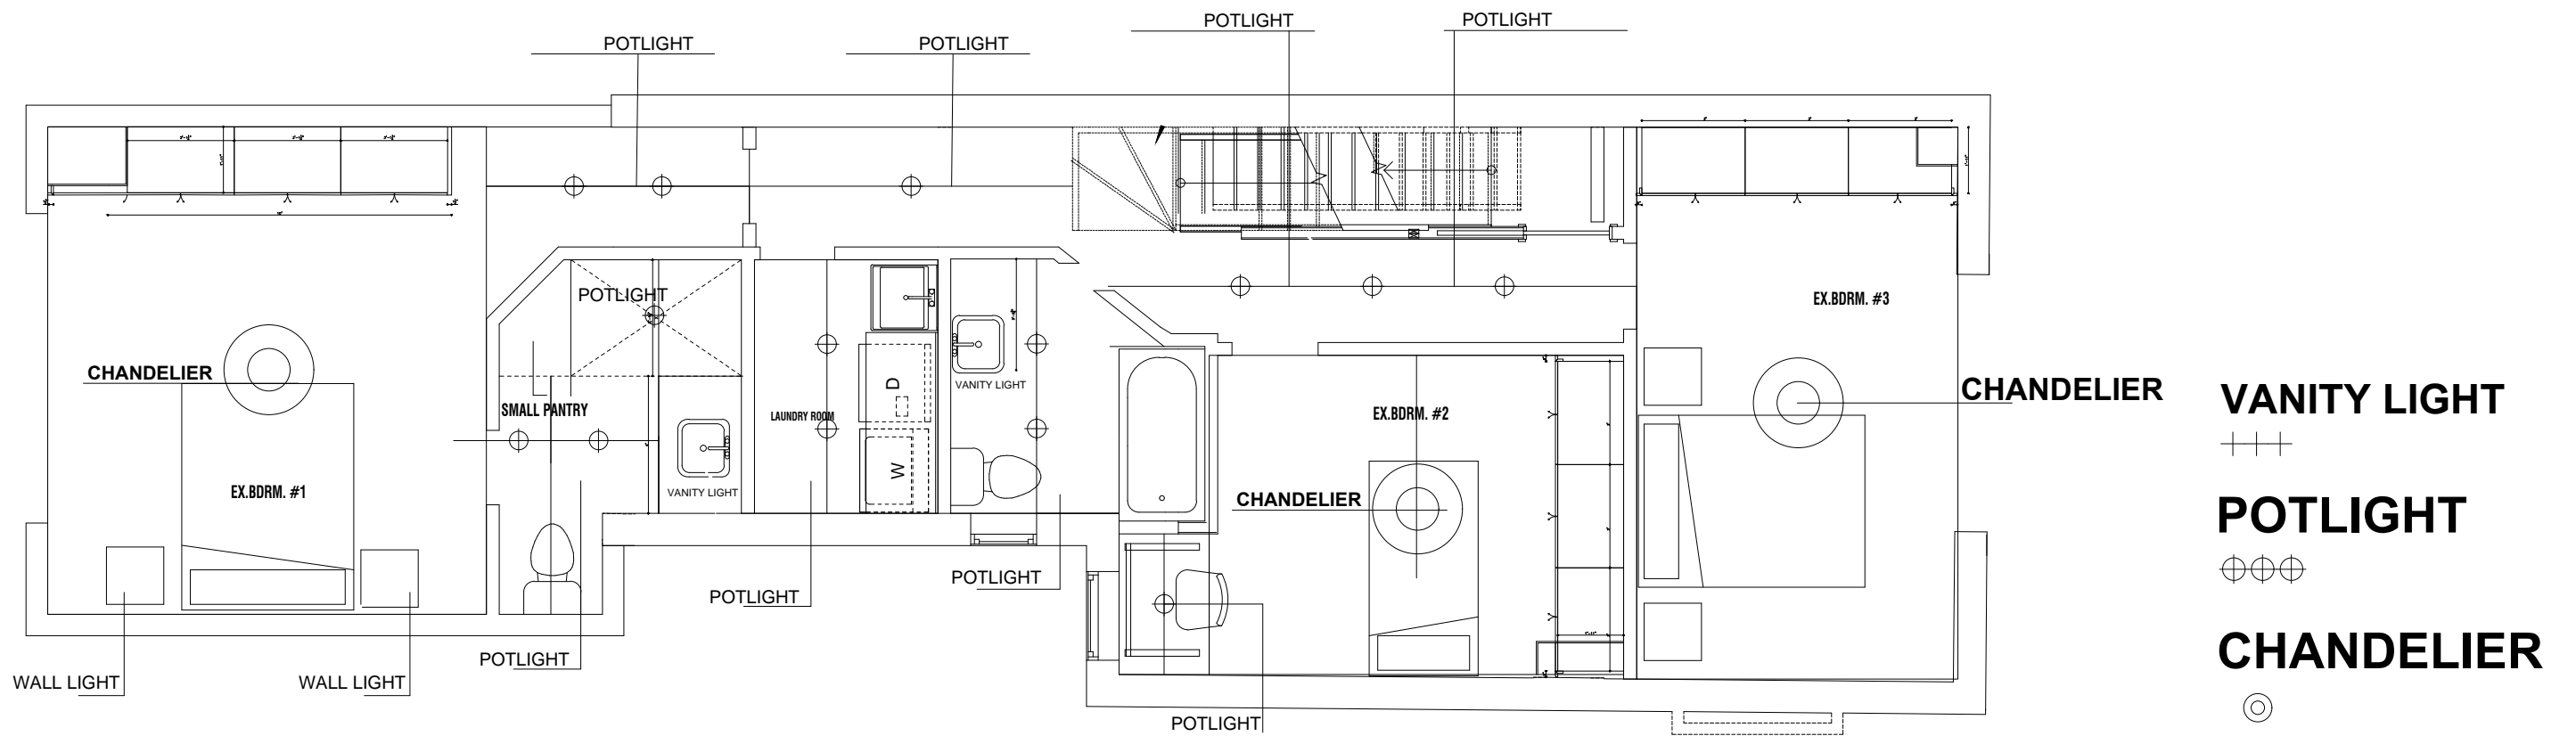 POTLIGHT
POTLIGHT
POTLIGHT
POTLIGHT
POTLIGHT
EX.BDRM. #3
CHANDELIER
SMALL PANTRY
LAUNDRY ROOM
D
VANITY LIGHT
EX.BDRM. #2
CHANDELIER
VANITY LIGHT
EX.BDRM. #1
VANITY LIGHT
W
CHANDELIER
POTLIGHT
POTLIGHT
POTLIGHT
POTLIGHT
WALL LIGHT
WALL LIGHT
POTLIGHT
CHANDELIER